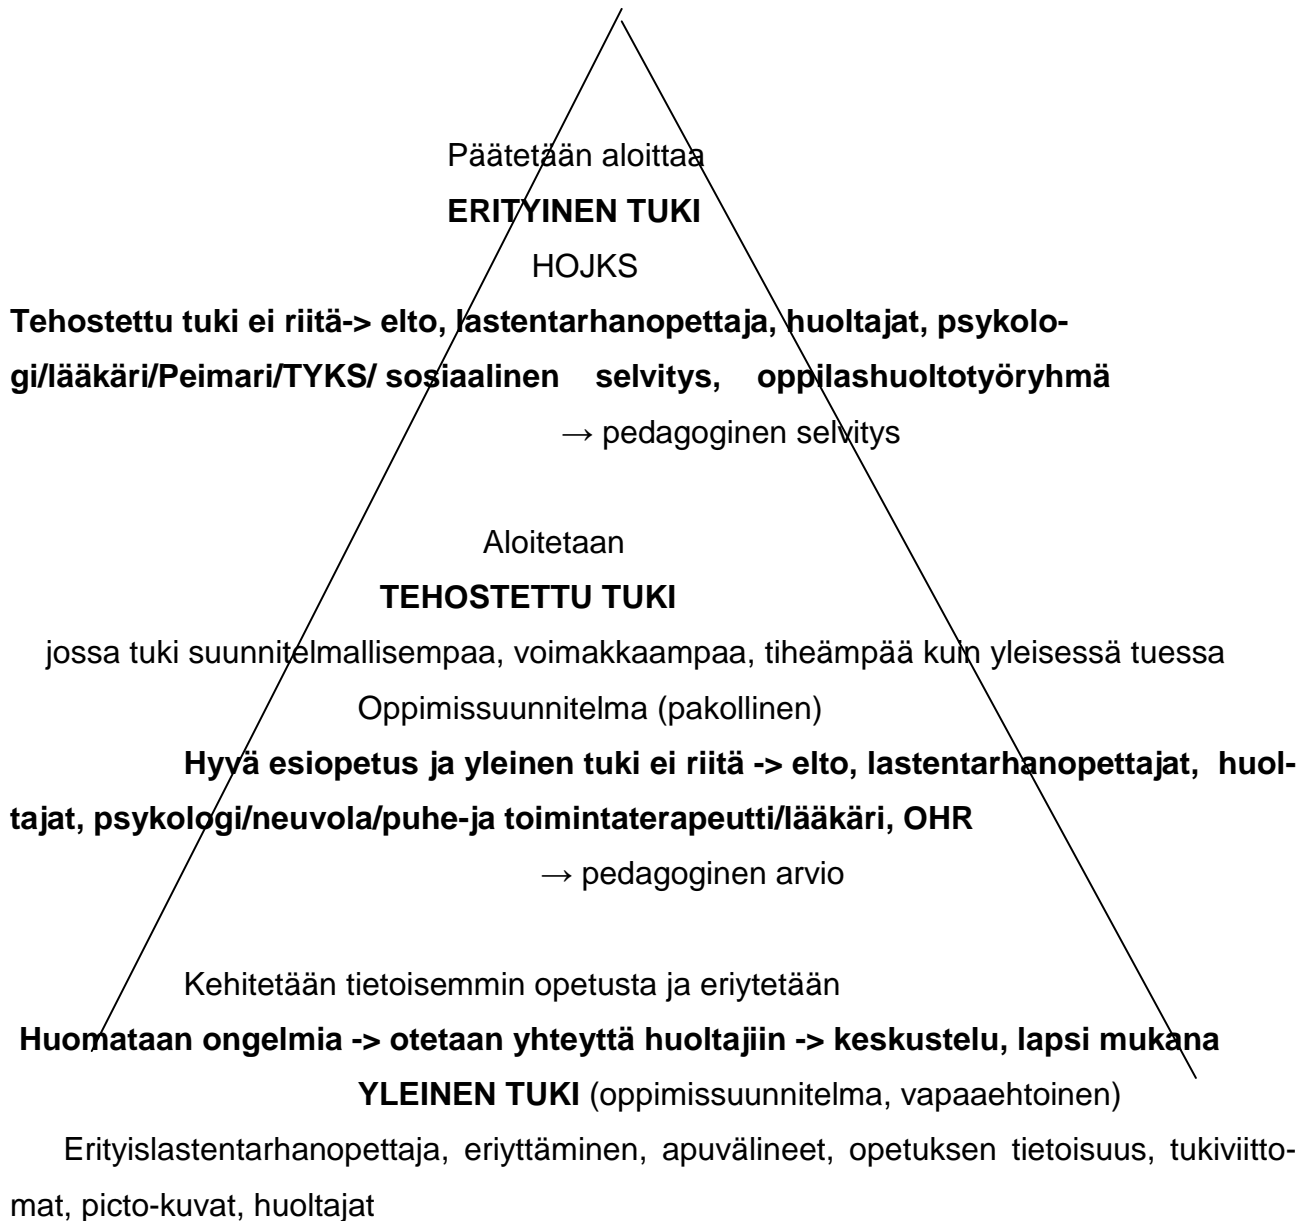 Päätetään aloittaa
ERITYINEN TUKI
HOJKS
Tehostettu tuki ei riitä-> elto, lastentarhanopettaja, huoltajat, psykolo-
gi/lääkäri/Peimari/TYKS/ sosiaalinen selvitys, oppilashuoltotyöryhmä
→ pedagoginen selvitys
Aloitetaan
TEHOSTETTU TUKI
jossa tuki suunnitelmallisempaa, voimakkaampaa, tiheämpää kuin yleisessä tuessa
Oppimissuunnitelma (pakollinen)
Hyvä esiopetus ja yleinen tuki ei riitä -> elto, lastentarhanopettajat, huol-
tajat, psykologi/neuvola/puhe-ja toimintaterapeutti/lääkäri, OHR
→ pedagoginen arvio
Kehitetään tietoisemmin opetusta ja eriytetään
Huomataan ongelmia -> otetaan yhteyttä huoltajiin -> keskustelu, lapsi mukana
YLEINEN TUKI (oppimissuunnitelma, vapaaehtoinen)
Erityislastentarhanopettaja, eriyttäminen, apuvälineet, opetuksen tietoisuus, tukiviitto-
mat, picto-kuvat, huoltajat